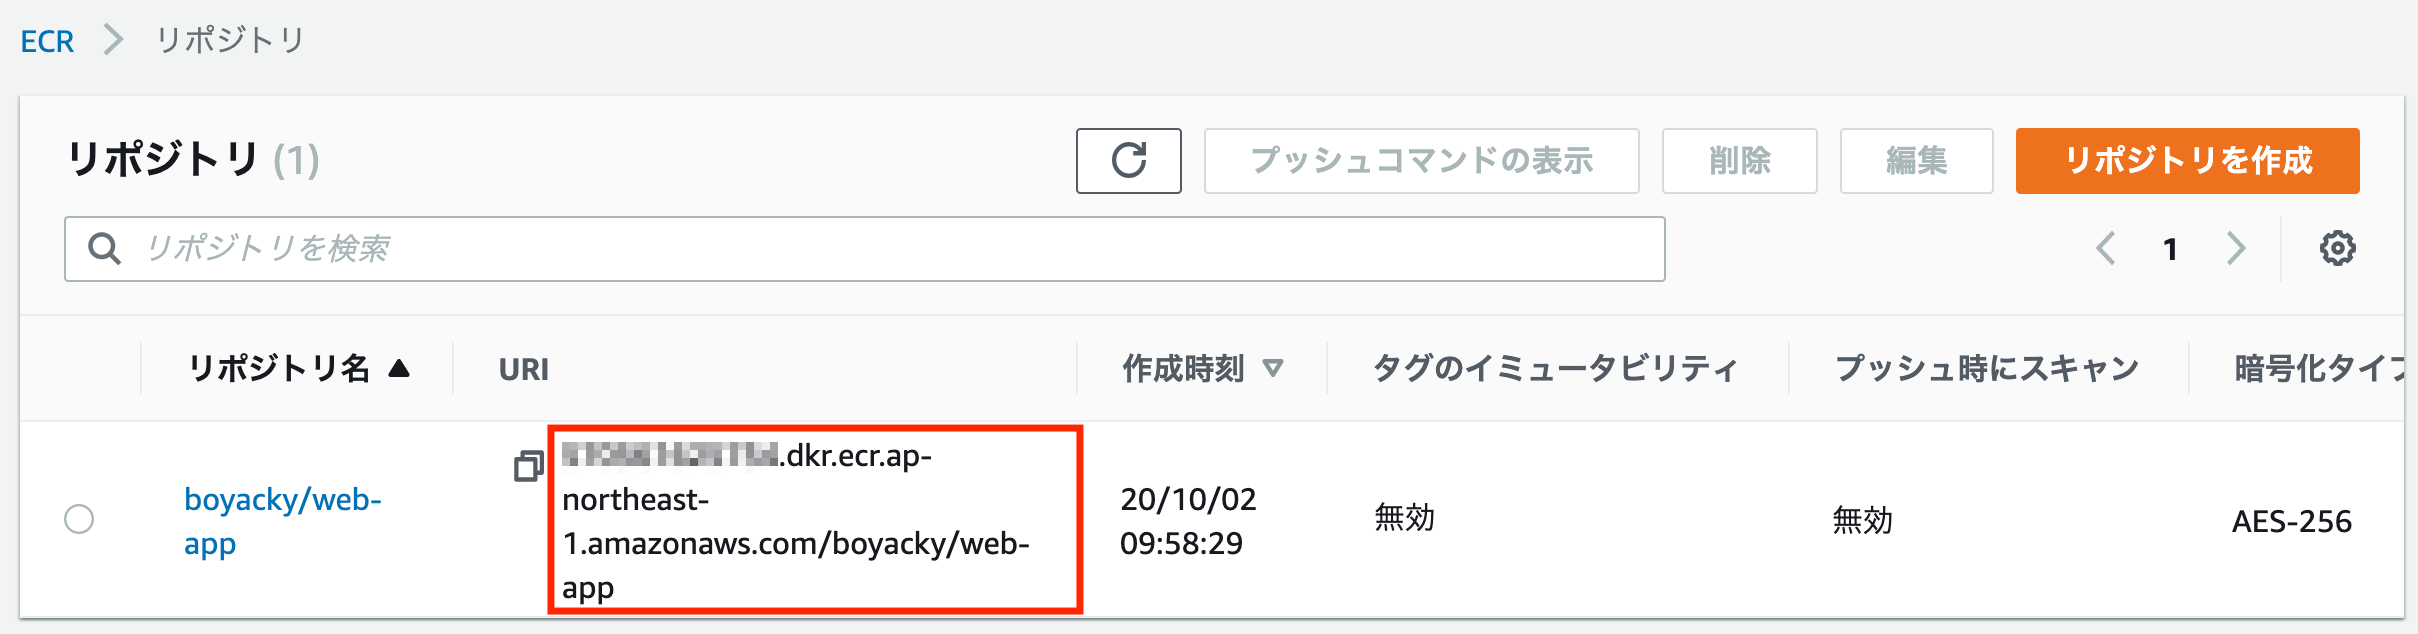 ECR
リポジトリ
リポジトリ (1)
プッシュコマンドの表示
削除
編集
リポジトリを作成
リポジトリを検索
1
リポジトリ名
URI
作成時刻
タグのイミュータビリティ
プッシュ時にスキャン
暗号化タイプ
boyacky/web-
app
.dkr.ecr.ap-
northeast-
1.amazonaws.com/boyacky/web-
app
20/10/02
09:58:29
無効
無効
AES-256